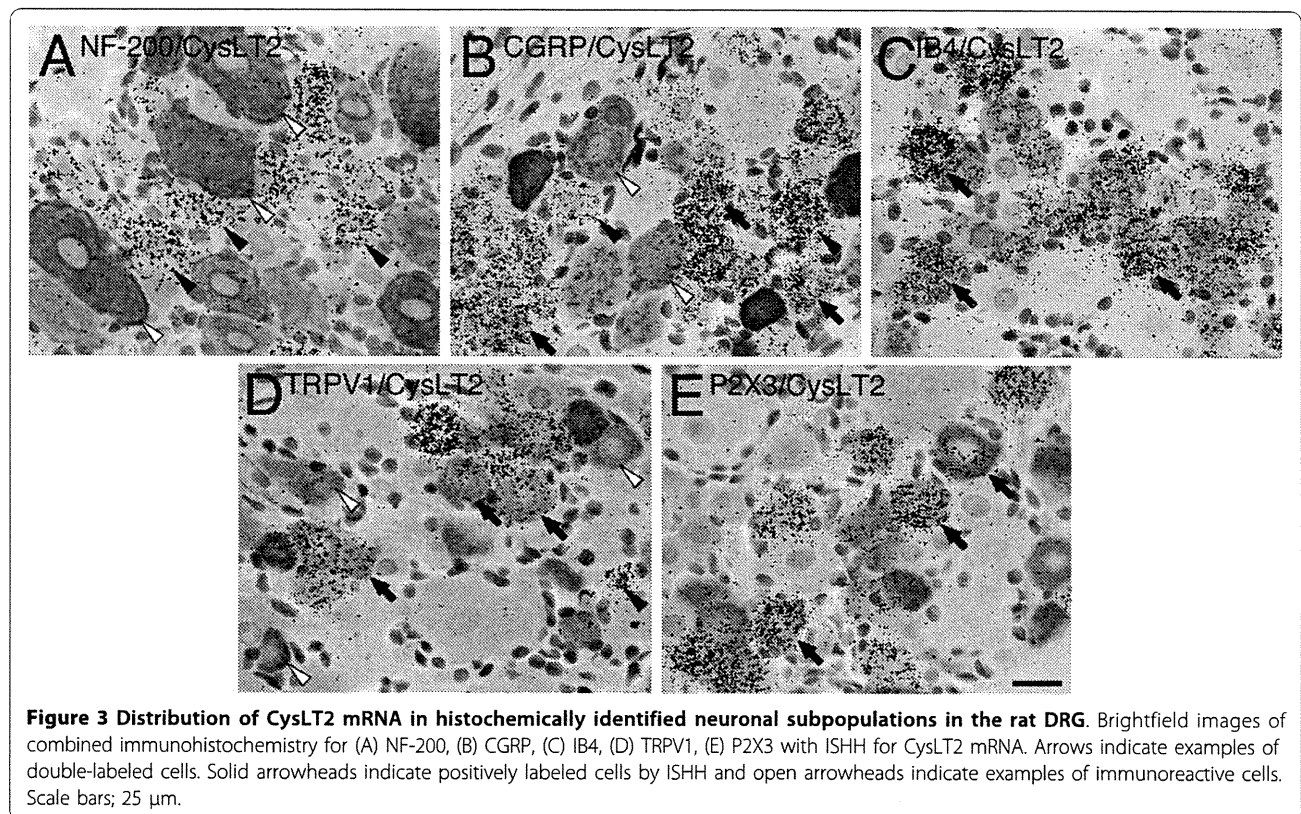 A NF-200/CysLT2
B CGRP/CysLT2
C IB4/CysLT2
D TRPV1/CysLT2
E P2X3/CysLT2
Figure 3 Distribution of CysLT2 mRNA in histochemically identified neuronal subpopulations in the rat DRG. Brightfield images of
combined immunohistochemistry for (A) NF-200, (B) CGRP, (C) IB4, (D) TRPV1, (E) P2X3 with ISHH for CysLT2 mRNA. Arrows indicate examples of
double-labeled cells. Solid arrowheads indicate positively labeled cells by ISHH and open arrowheads indicate examples of immunoreactive cells.
Scale bars; 25 μm.